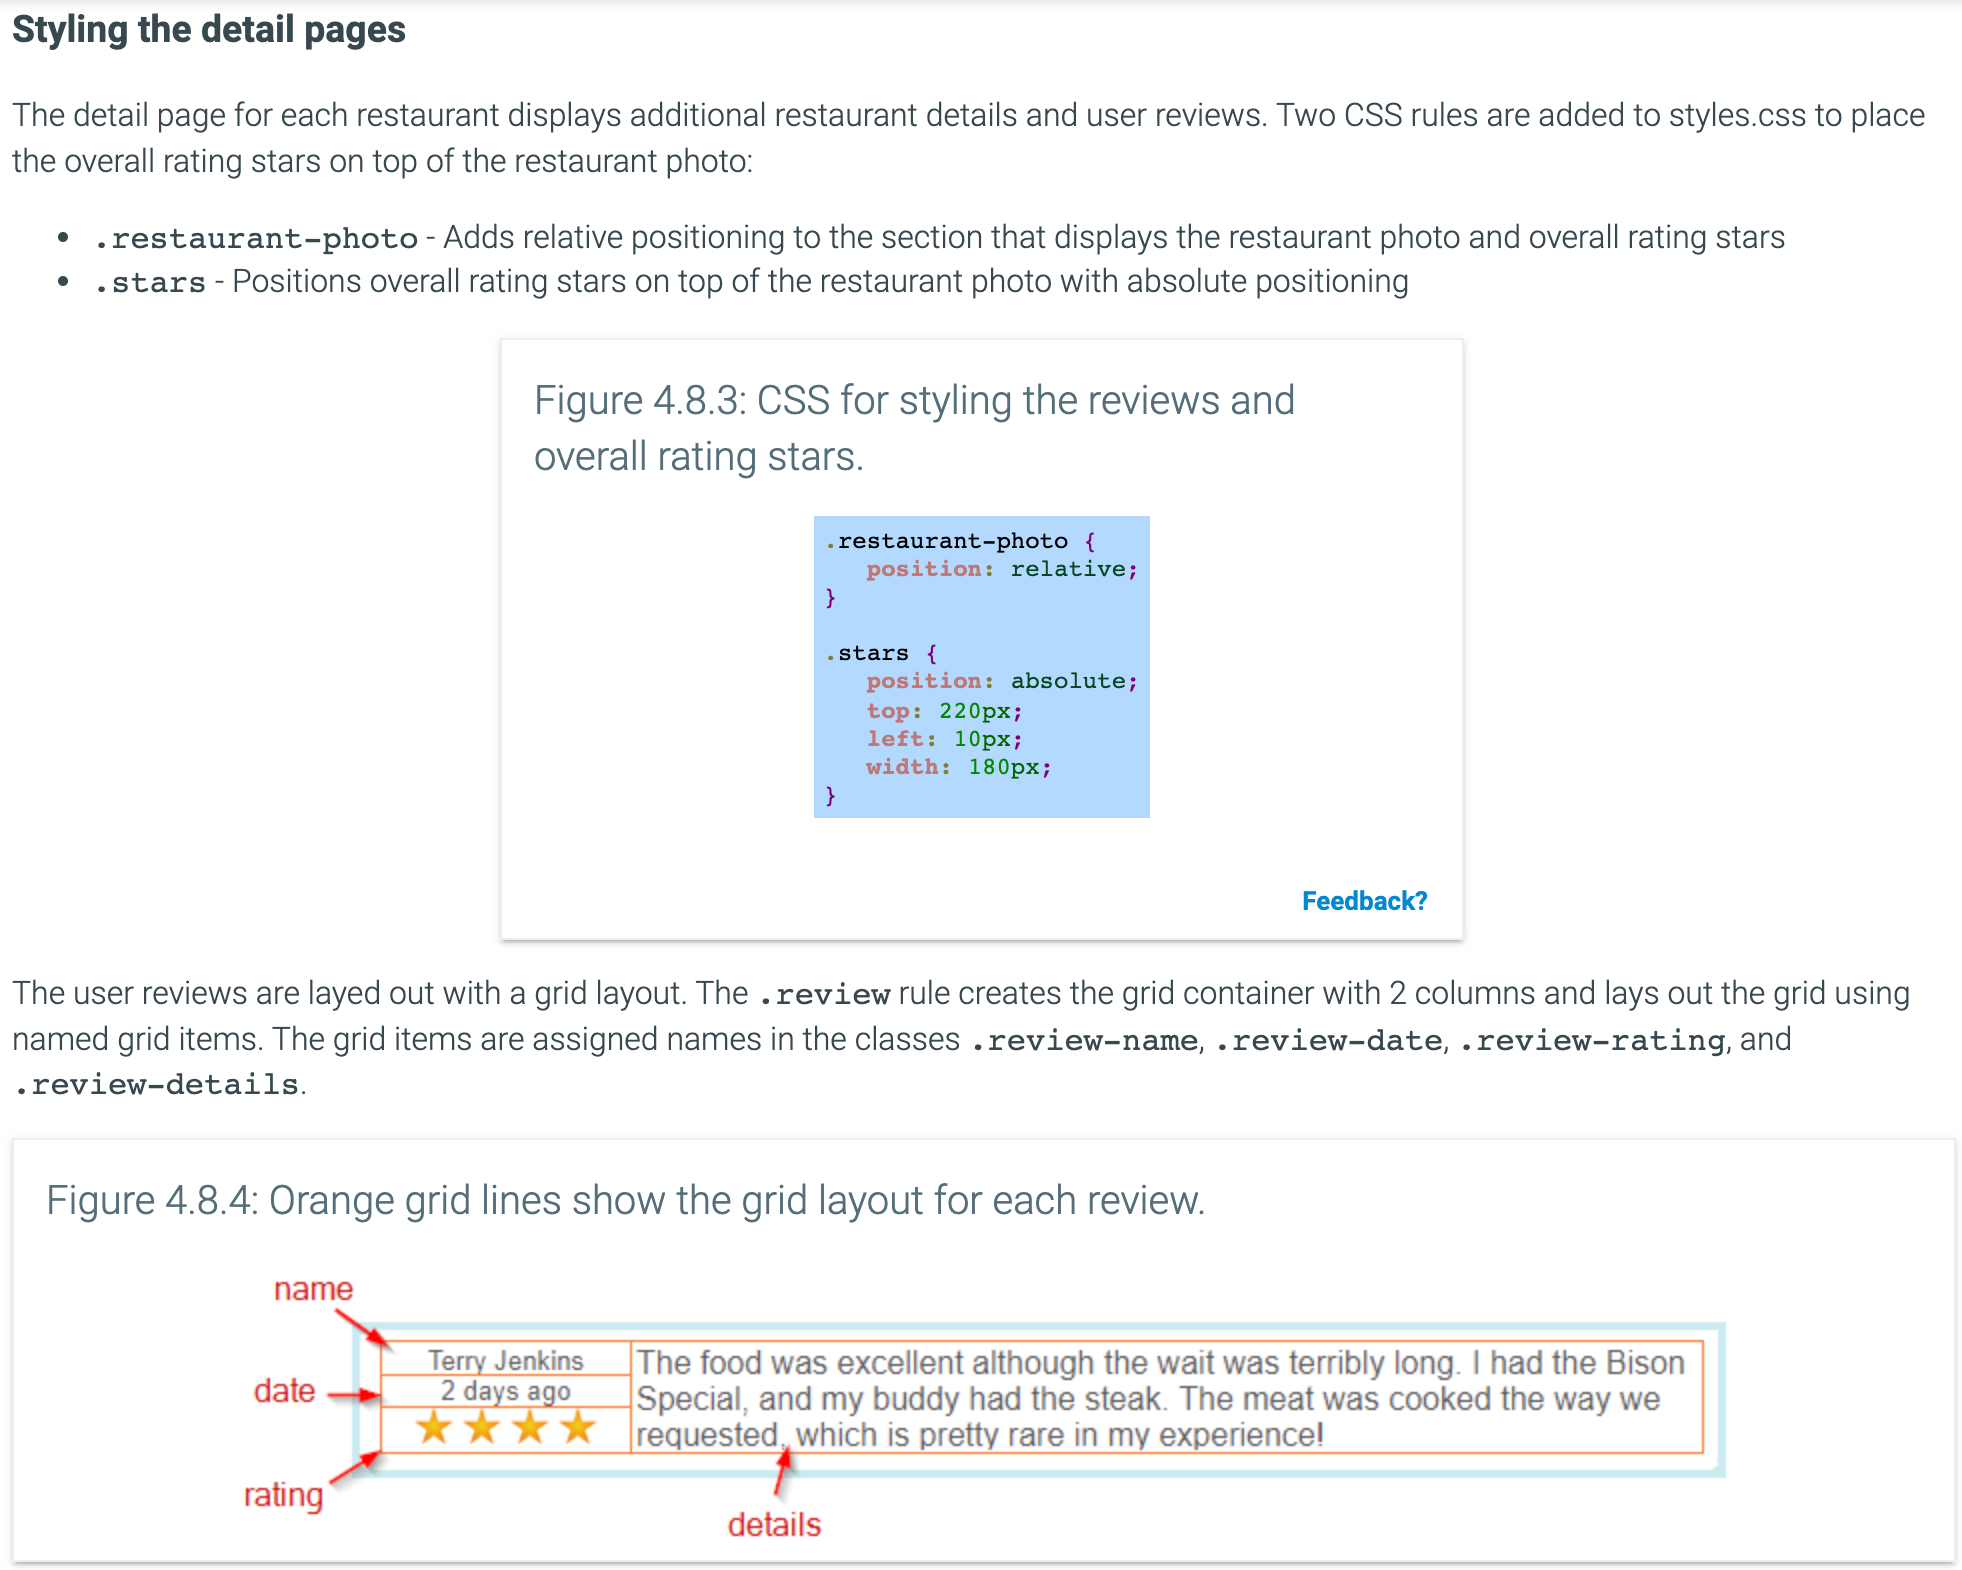 Styling the detail pages
The detail page for each restaurant displays additional restaurant details and user reviews. Two CSS rules are added to styles.css to place
the overall rating stars on top of the restaurant photo:
• .restaurant-photo - Adds relative positioning to the section that displays the restaurant photo and overall rating stars
• .stars - Positions overall rating stars on top of the restaurant photo with absolute positioning
Figure 4.8.3: CSS for styling the reviews and
overall rating stars.
.restaurant-photo {
position: relative;
}
.stars {
position: absolute;
top: 220px;
left: 10px;
width: 180px;
}
Feedback?
The user reviews are layed out with a grid layout. The .review rule creates the grid container with 2 columns and lays out the grid using
named grid items. The grid items are assigned names in the classes .review-name, .review-date, .review-rating, and
.review-details.
Figure 4.8.4: Orange grid lines show the grid layout for each review.
name
date
rating
Terry Jenkins
2 days ago
The food was excellent although the wait was terribly long. I had the Bison
Special, and my buddy had the steak. The meat was cooked the way we
requested, which is pretty rare in my experience!
details